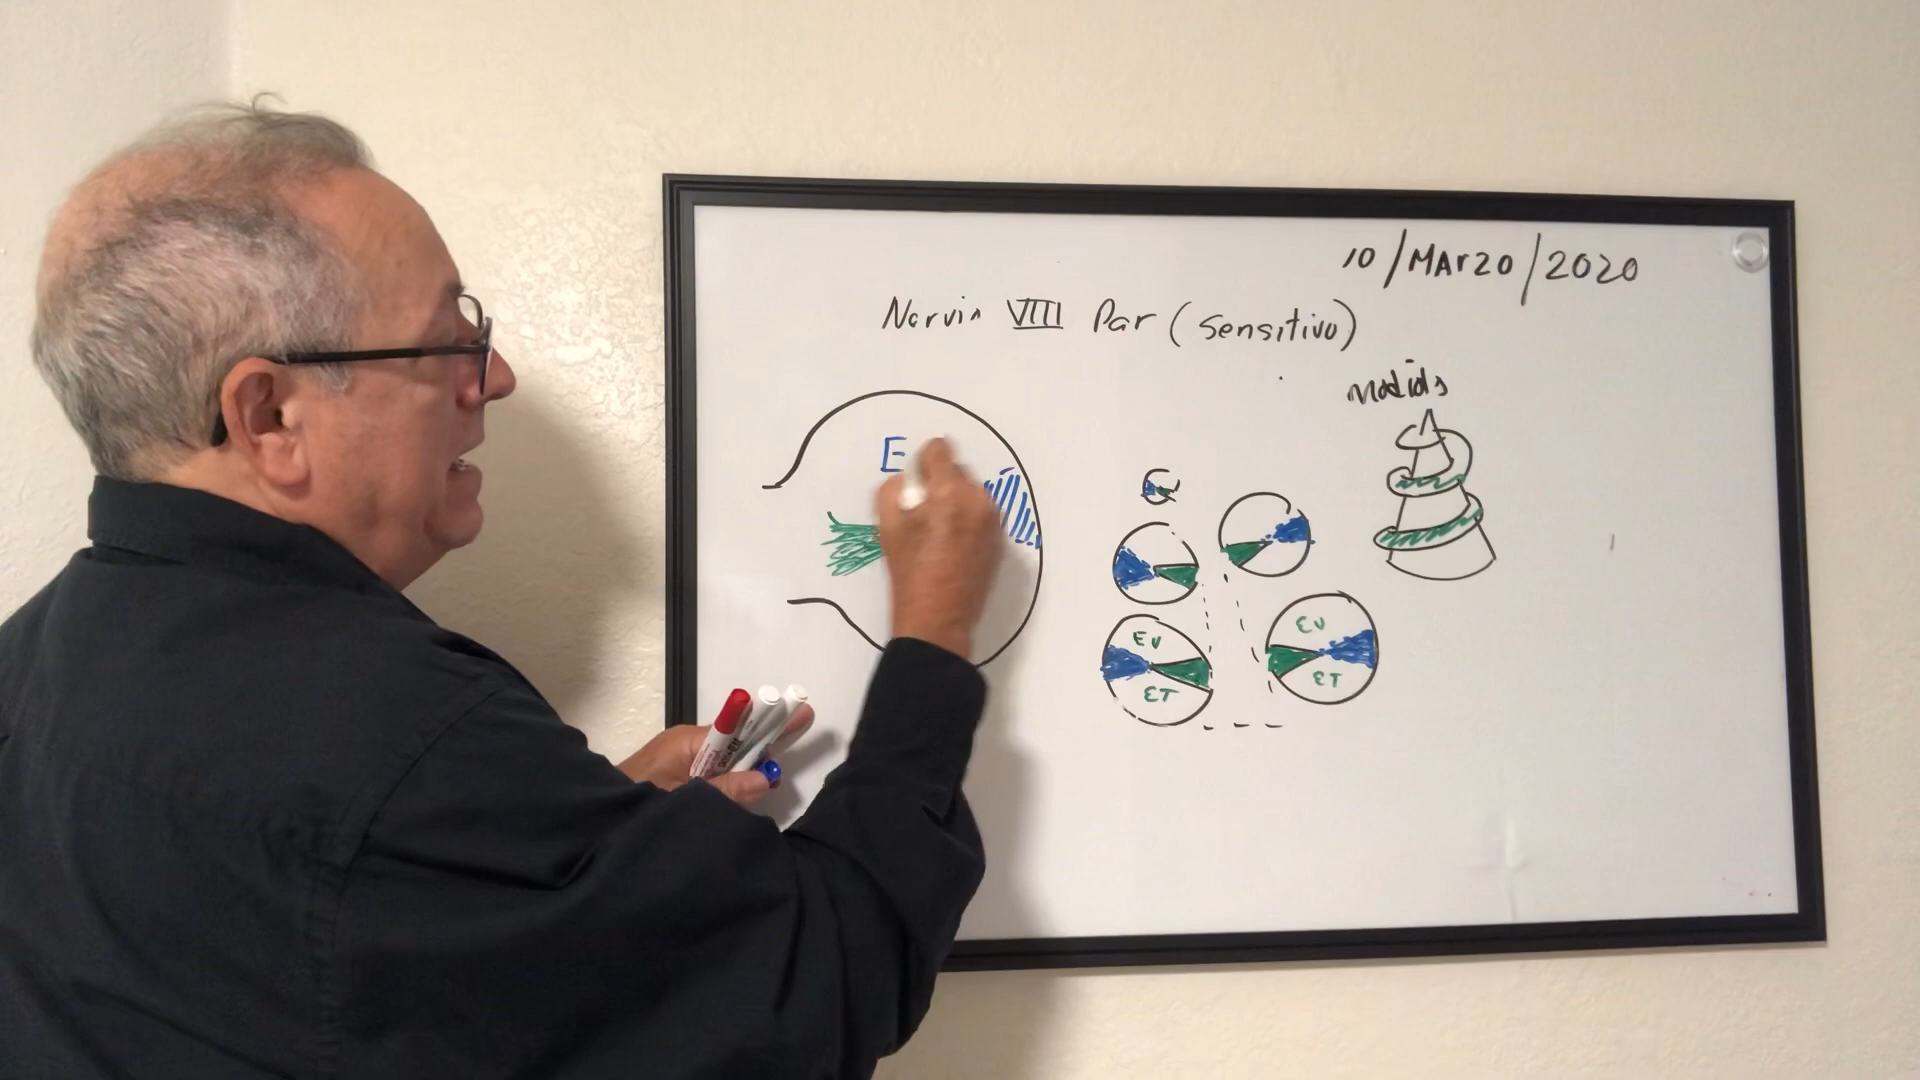 10/MArzo/2020
Nervio VIII Par (Sensitivo)
Modiolo
E
EV
ET
EV
ET